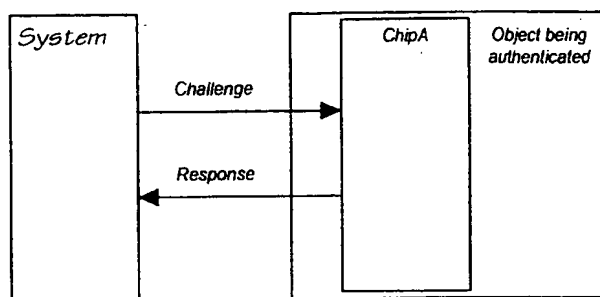 System
ChipA
Object being
authenticated
Challenge
Response